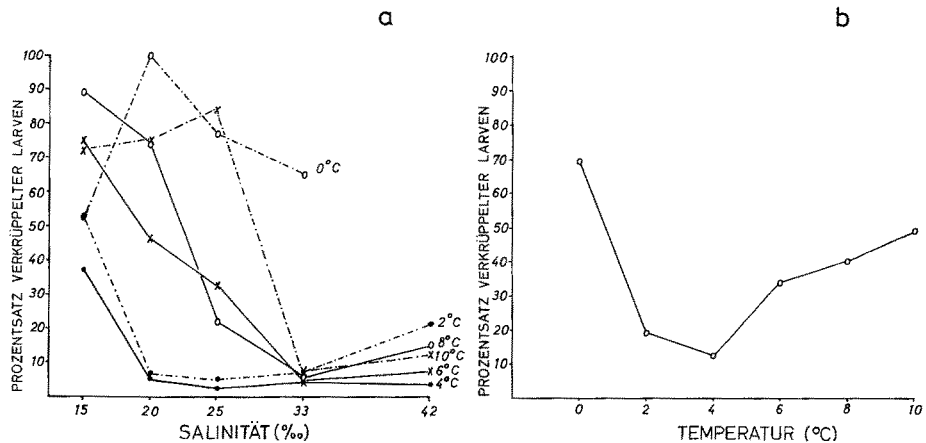 a
PROZENTSATZ VERKRÜPPELTER LARVEN
100
90
80
70
60
50
40
30
20
10
0°C
2°C
8°C
10°C
6°C
4°C
15 20 25 33 42
SALINITÄT (‰)
b
PROZENTSATZ VERKRÜPPELTER LARVEN
100
90
80
70
60
50
40
30
20
10
0 2 4 6 8 10
TEMPERATUR (°C)